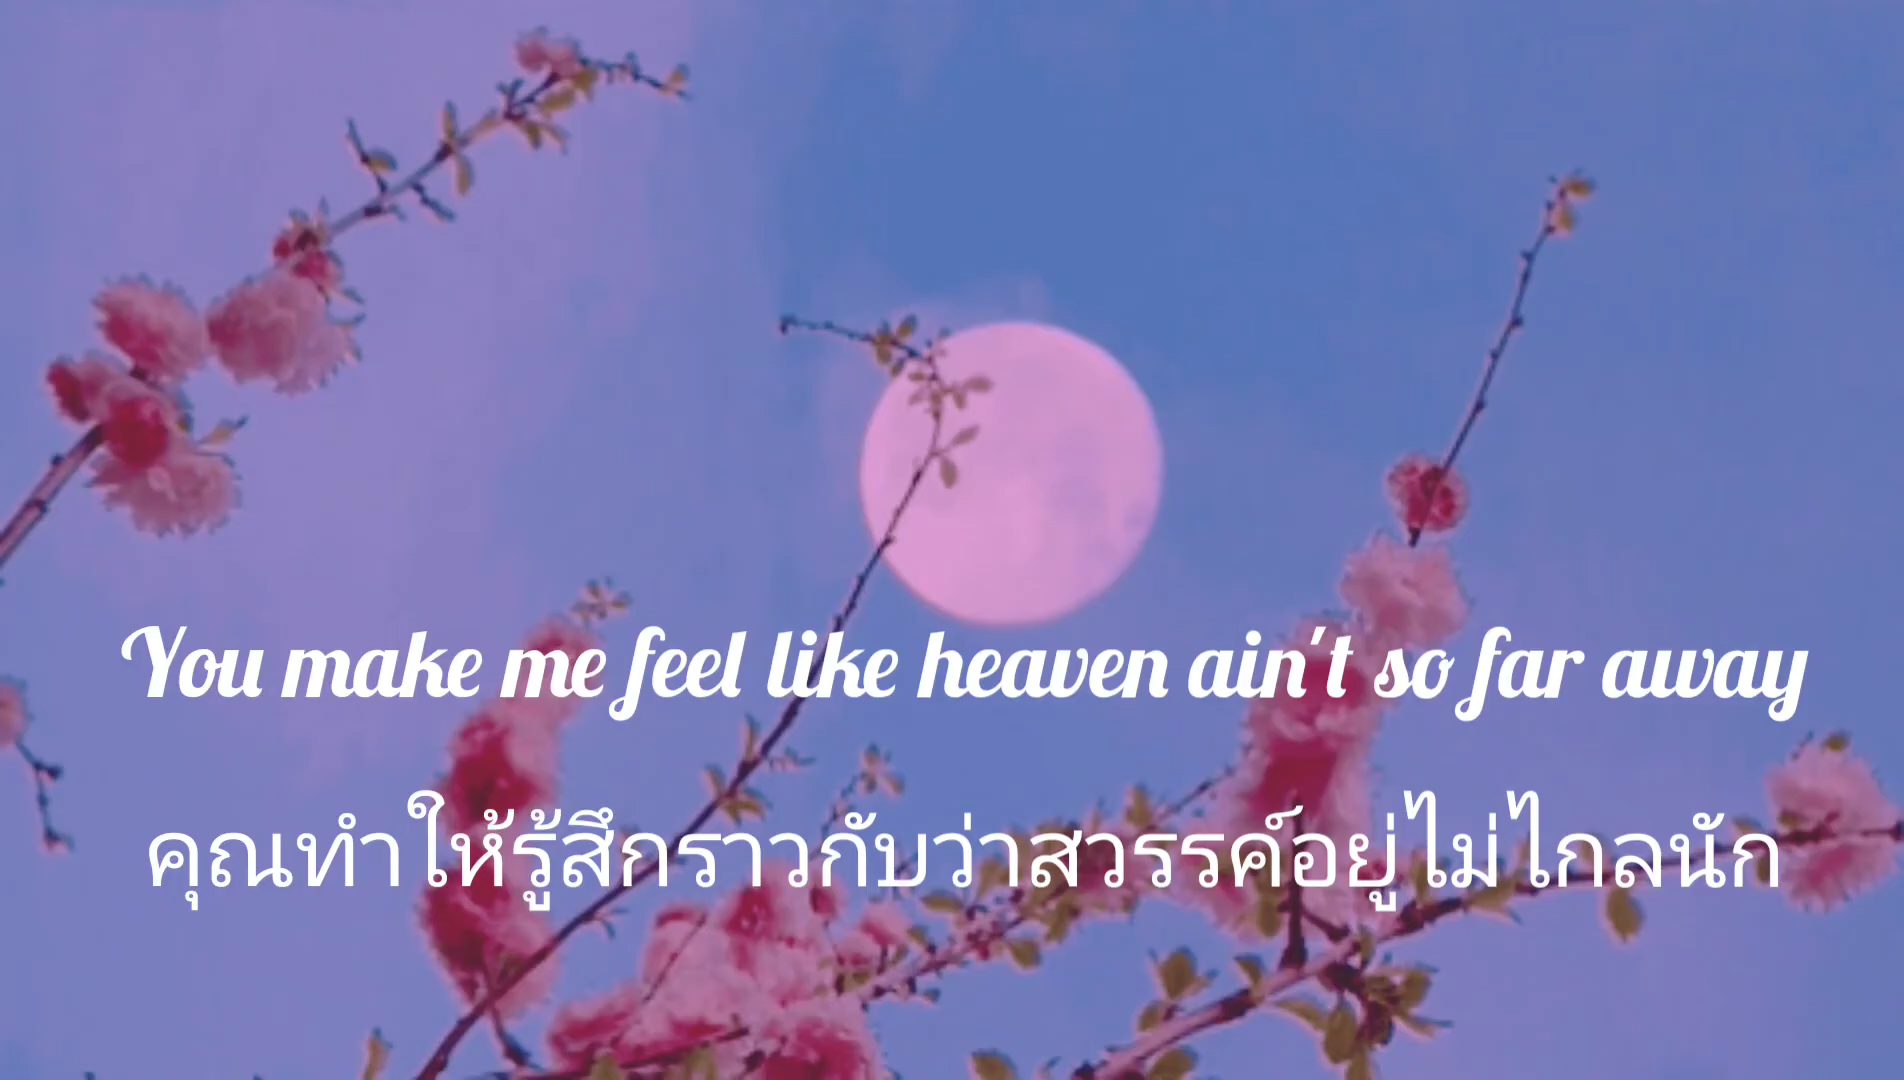 You make me feel like heaven ain't so far away
คุณทำให้รู้สึกราวกับว่าสวรรค์อยู่ไม่ไกลนัก